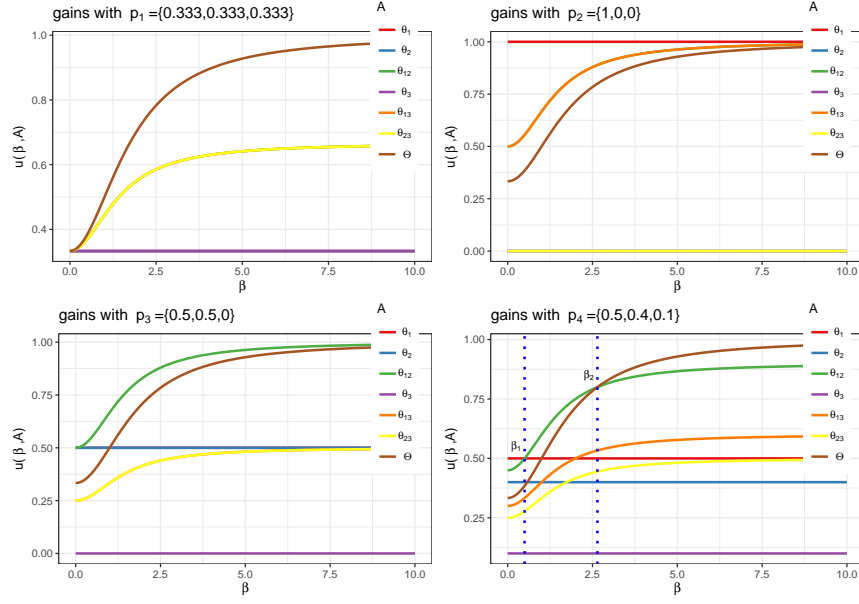 gains with p₁ ={0.333,0.333,0.333}
A
θ₁
θ₂
θ₁₂
θ₃
θ₁₃
θ₂₃
Θ
u(β,A)
1.0
0.8
0.6
0.4
0.0
2.5
5.0
7.5
10.0
β
gains with p₂ ={1,0,0}
A
θ₁
θ₂
θ₁₂
θ₃
θ₁₃
θ₂₃
Θ
u(β,A)
1.00
0.75
0.50
0.25
0.00
0.0
2.5
5.0
7.5
10.0
β
gains with p₃ ={0.5,0.5,0}
A
θ₁
θ₂
θ₁₂
θ₃
θ₁₃
θ₂₃
Θ
u(β,A)
1.00
0.75
0.50
0.25
0.00
0.0
2.5
5.0
7.5
10.0
β
gains with p₄ ={0.5,0.4,0.1}
A
θ₁
θ₂
θ₁₂
θ₃
θ₁₃
θ₂₃
Θ
β₁
β₂
u(β,A)
1.00
0.75
0.50
0.25
0.0
2.5
5.0
7.5
10.0
β